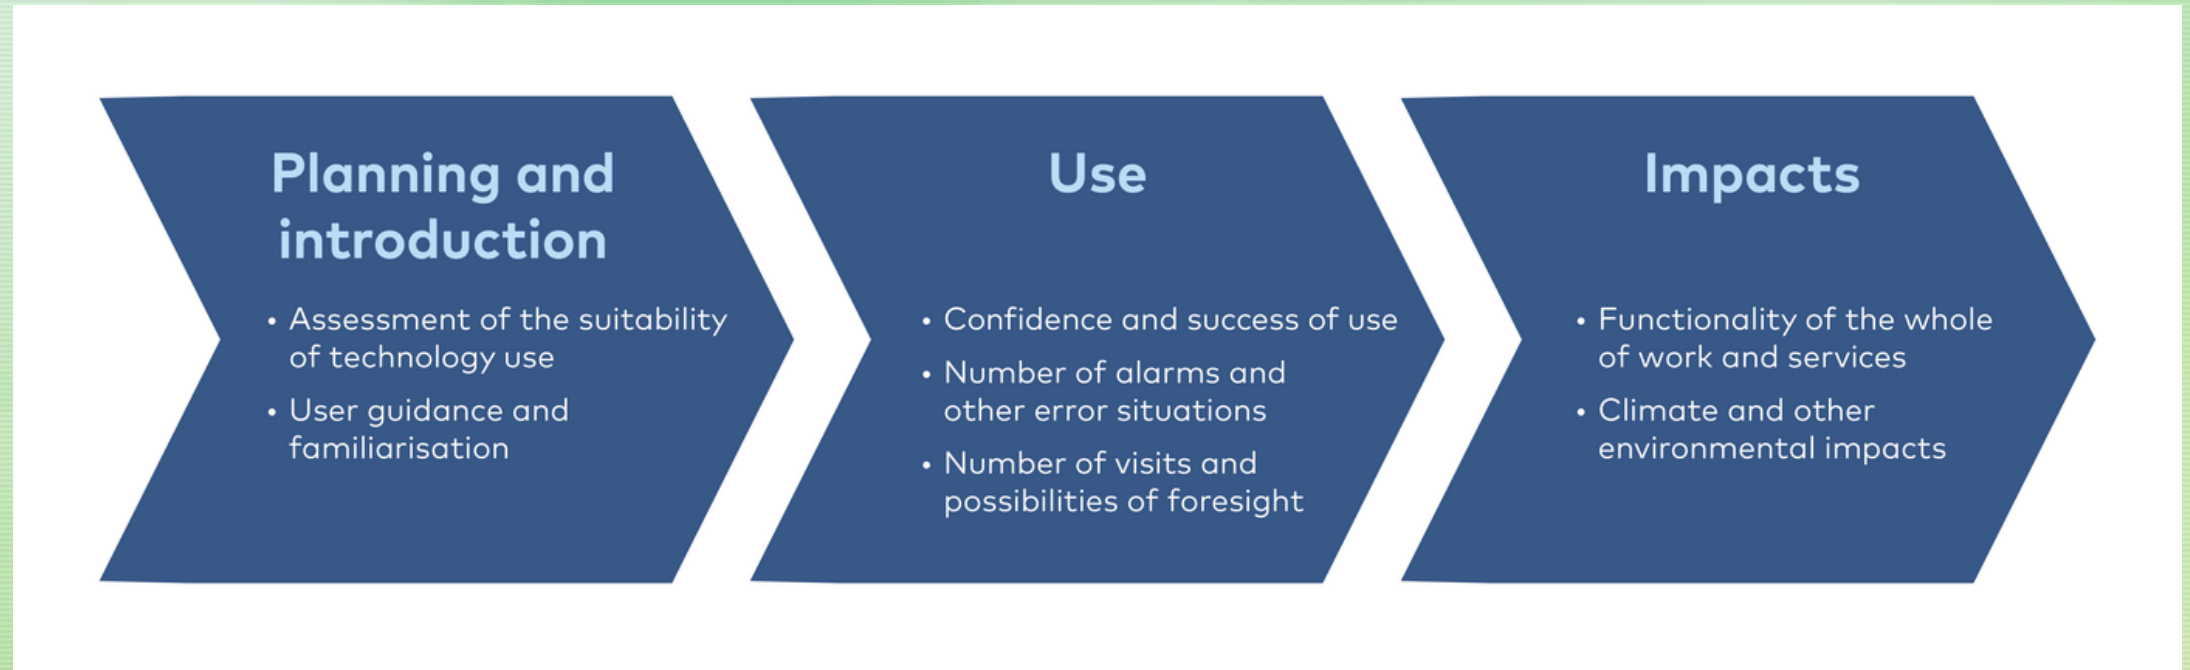 Planning and
introduction
• Assessment of the suitability
of technology use
• User guidance and
familiarisation
Use
• Confidence and success of use
• Number of alarms and
other error situations
• Number of visits and
possibilities of foresight
Impacts
• Functionality of the whole
of work and services
• Climate and other
environmental impacts